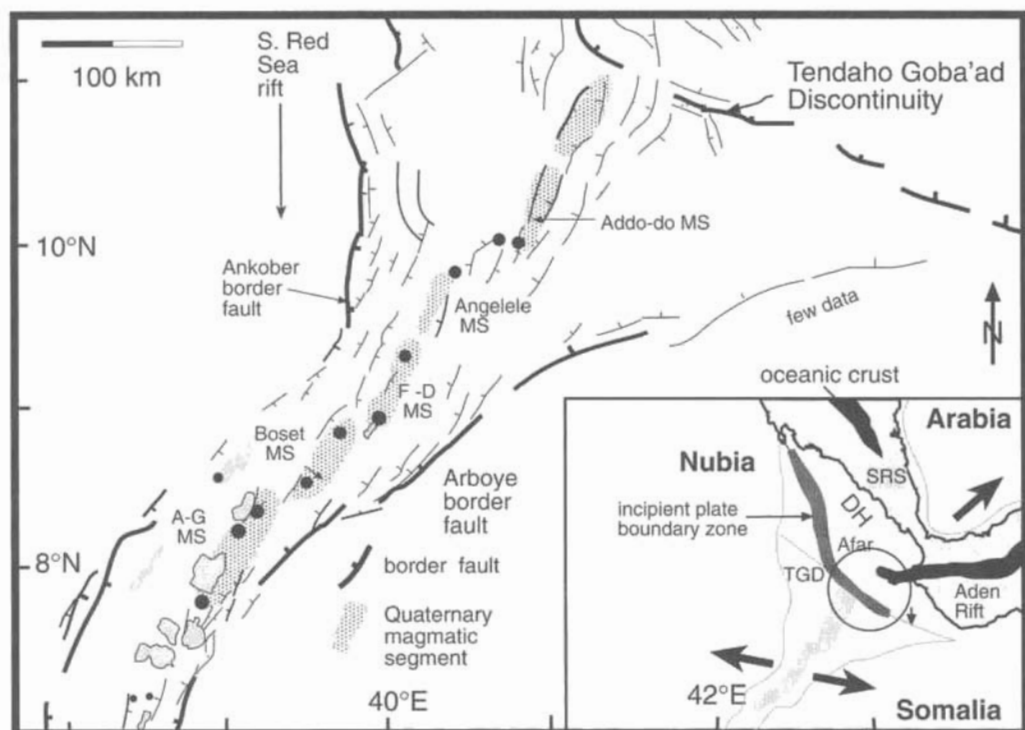 S. Red
Sea
rift
100 km
Tendaho Goba'ad
Discontinuity
10°N
Addo-do MS
Ankober
border
fault
Angelele
MS
few data
N
F -D
MS
Boset
MS
Arboye
border
fault
A-G
MS
8°N
border fault
Quaternary
magmatic
segment
40°E
42°E
oceanic crust
Arabia
Nubia
SRS
incipient plate
boundary zone
DH
Afar
TGD
Aden
Rift
Somalia